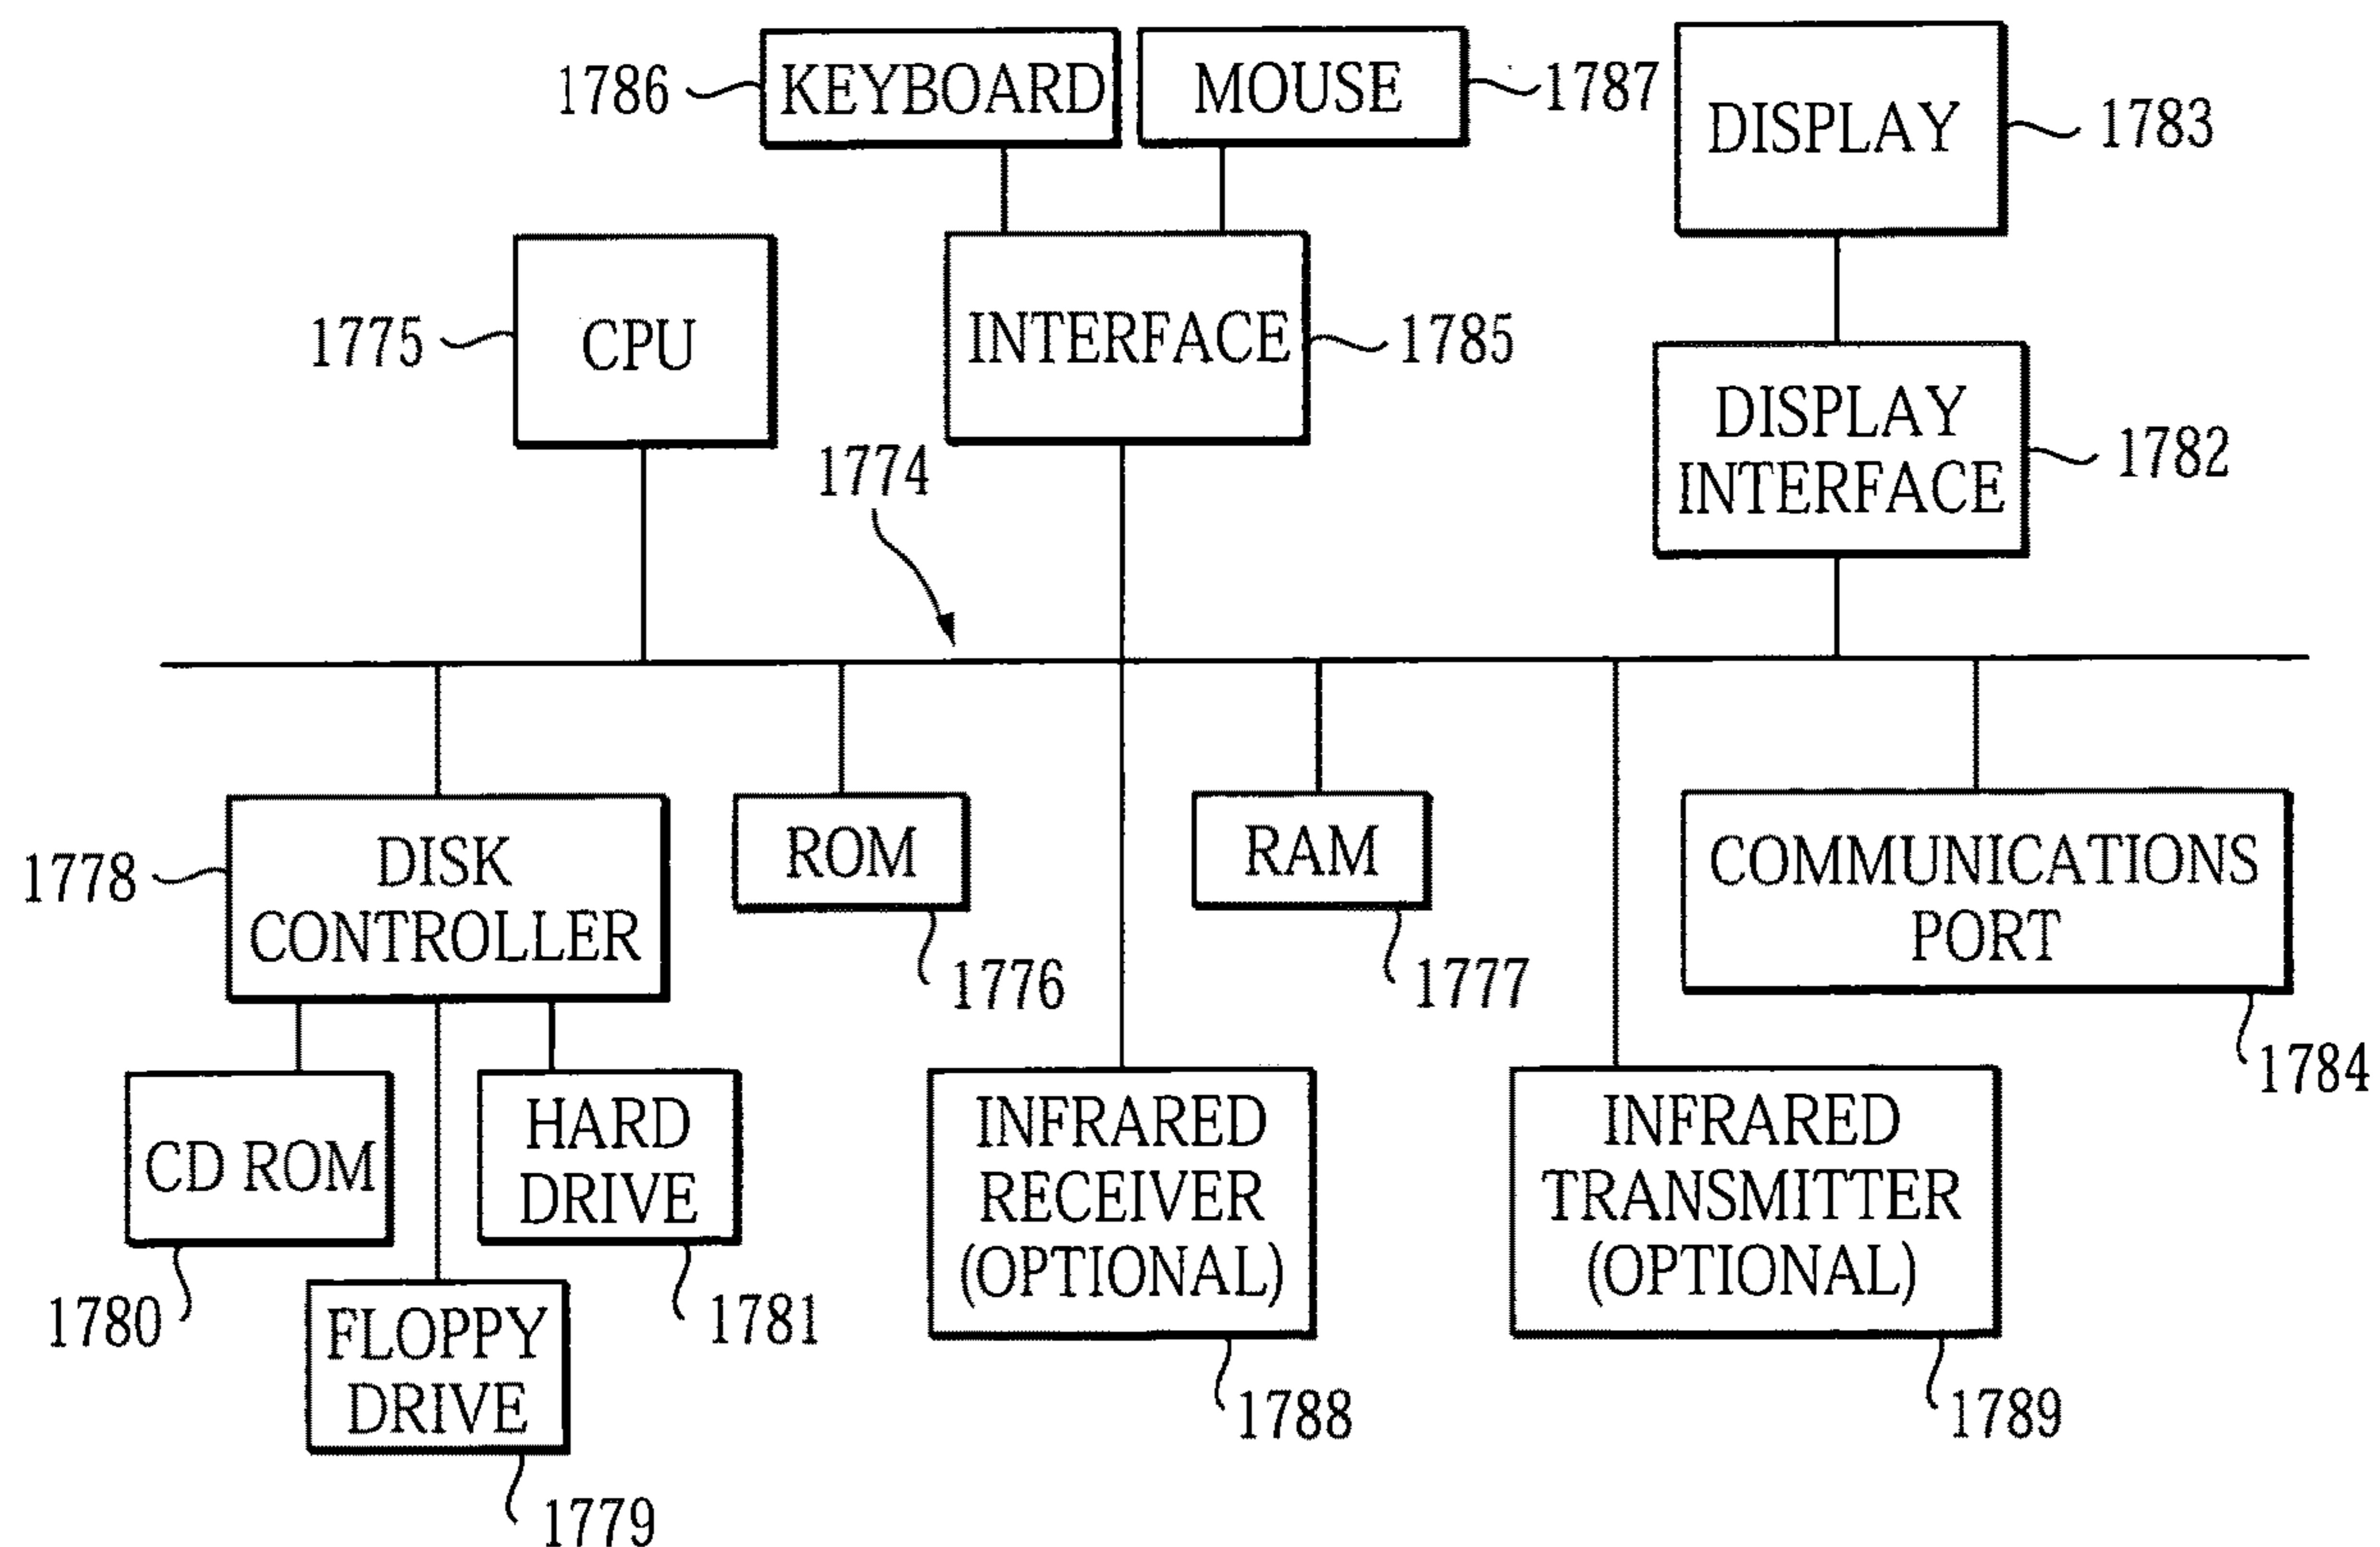 1786
KEYBOARD
MOUSE
1787
DISPLAY
1783
1775
CPU
INTERFACE
1785
DISPLAY
INTERFACE
1782
1774
1778
DISK
CONTROLLER
ROM
1776
RAM
1777
COMMUNICATIONS
PORT
1784
CD ROM
1780
HARD
DRIVE
1781
FLOPPY
DRIVE
1779
INFRARED
RECEIVER
(OPTIONAL)
1788
INFRARED
TRANSMITTER
(OPTIONAL)
1789